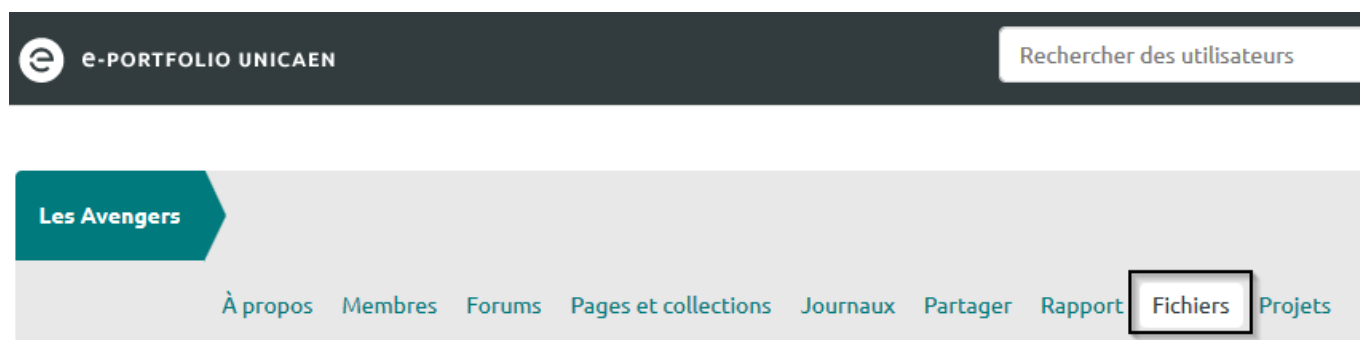 e-PORTFOLIO UNICAEN
Rechercher des utilisateurs
Les Avengers
À propos Membres Forums Pages et collections Journaux Partager Rapport Fichiers Projets